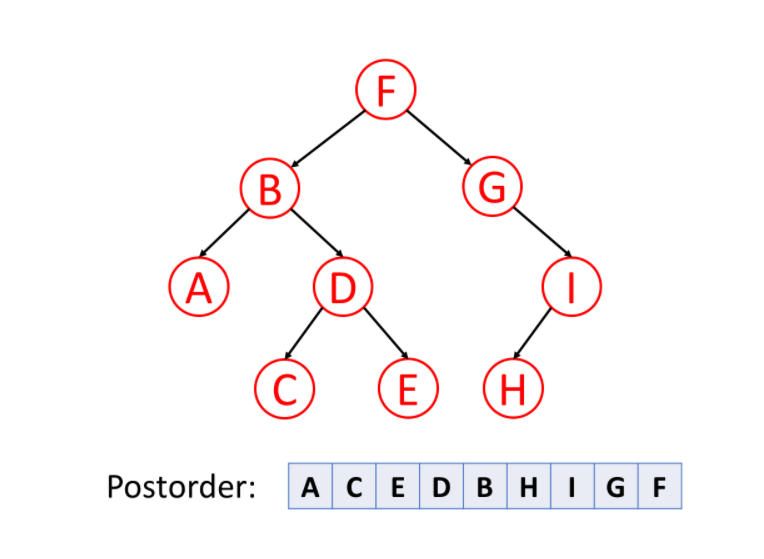 F
B G
A D I
C E H
Postorder: A C E D B H I G F